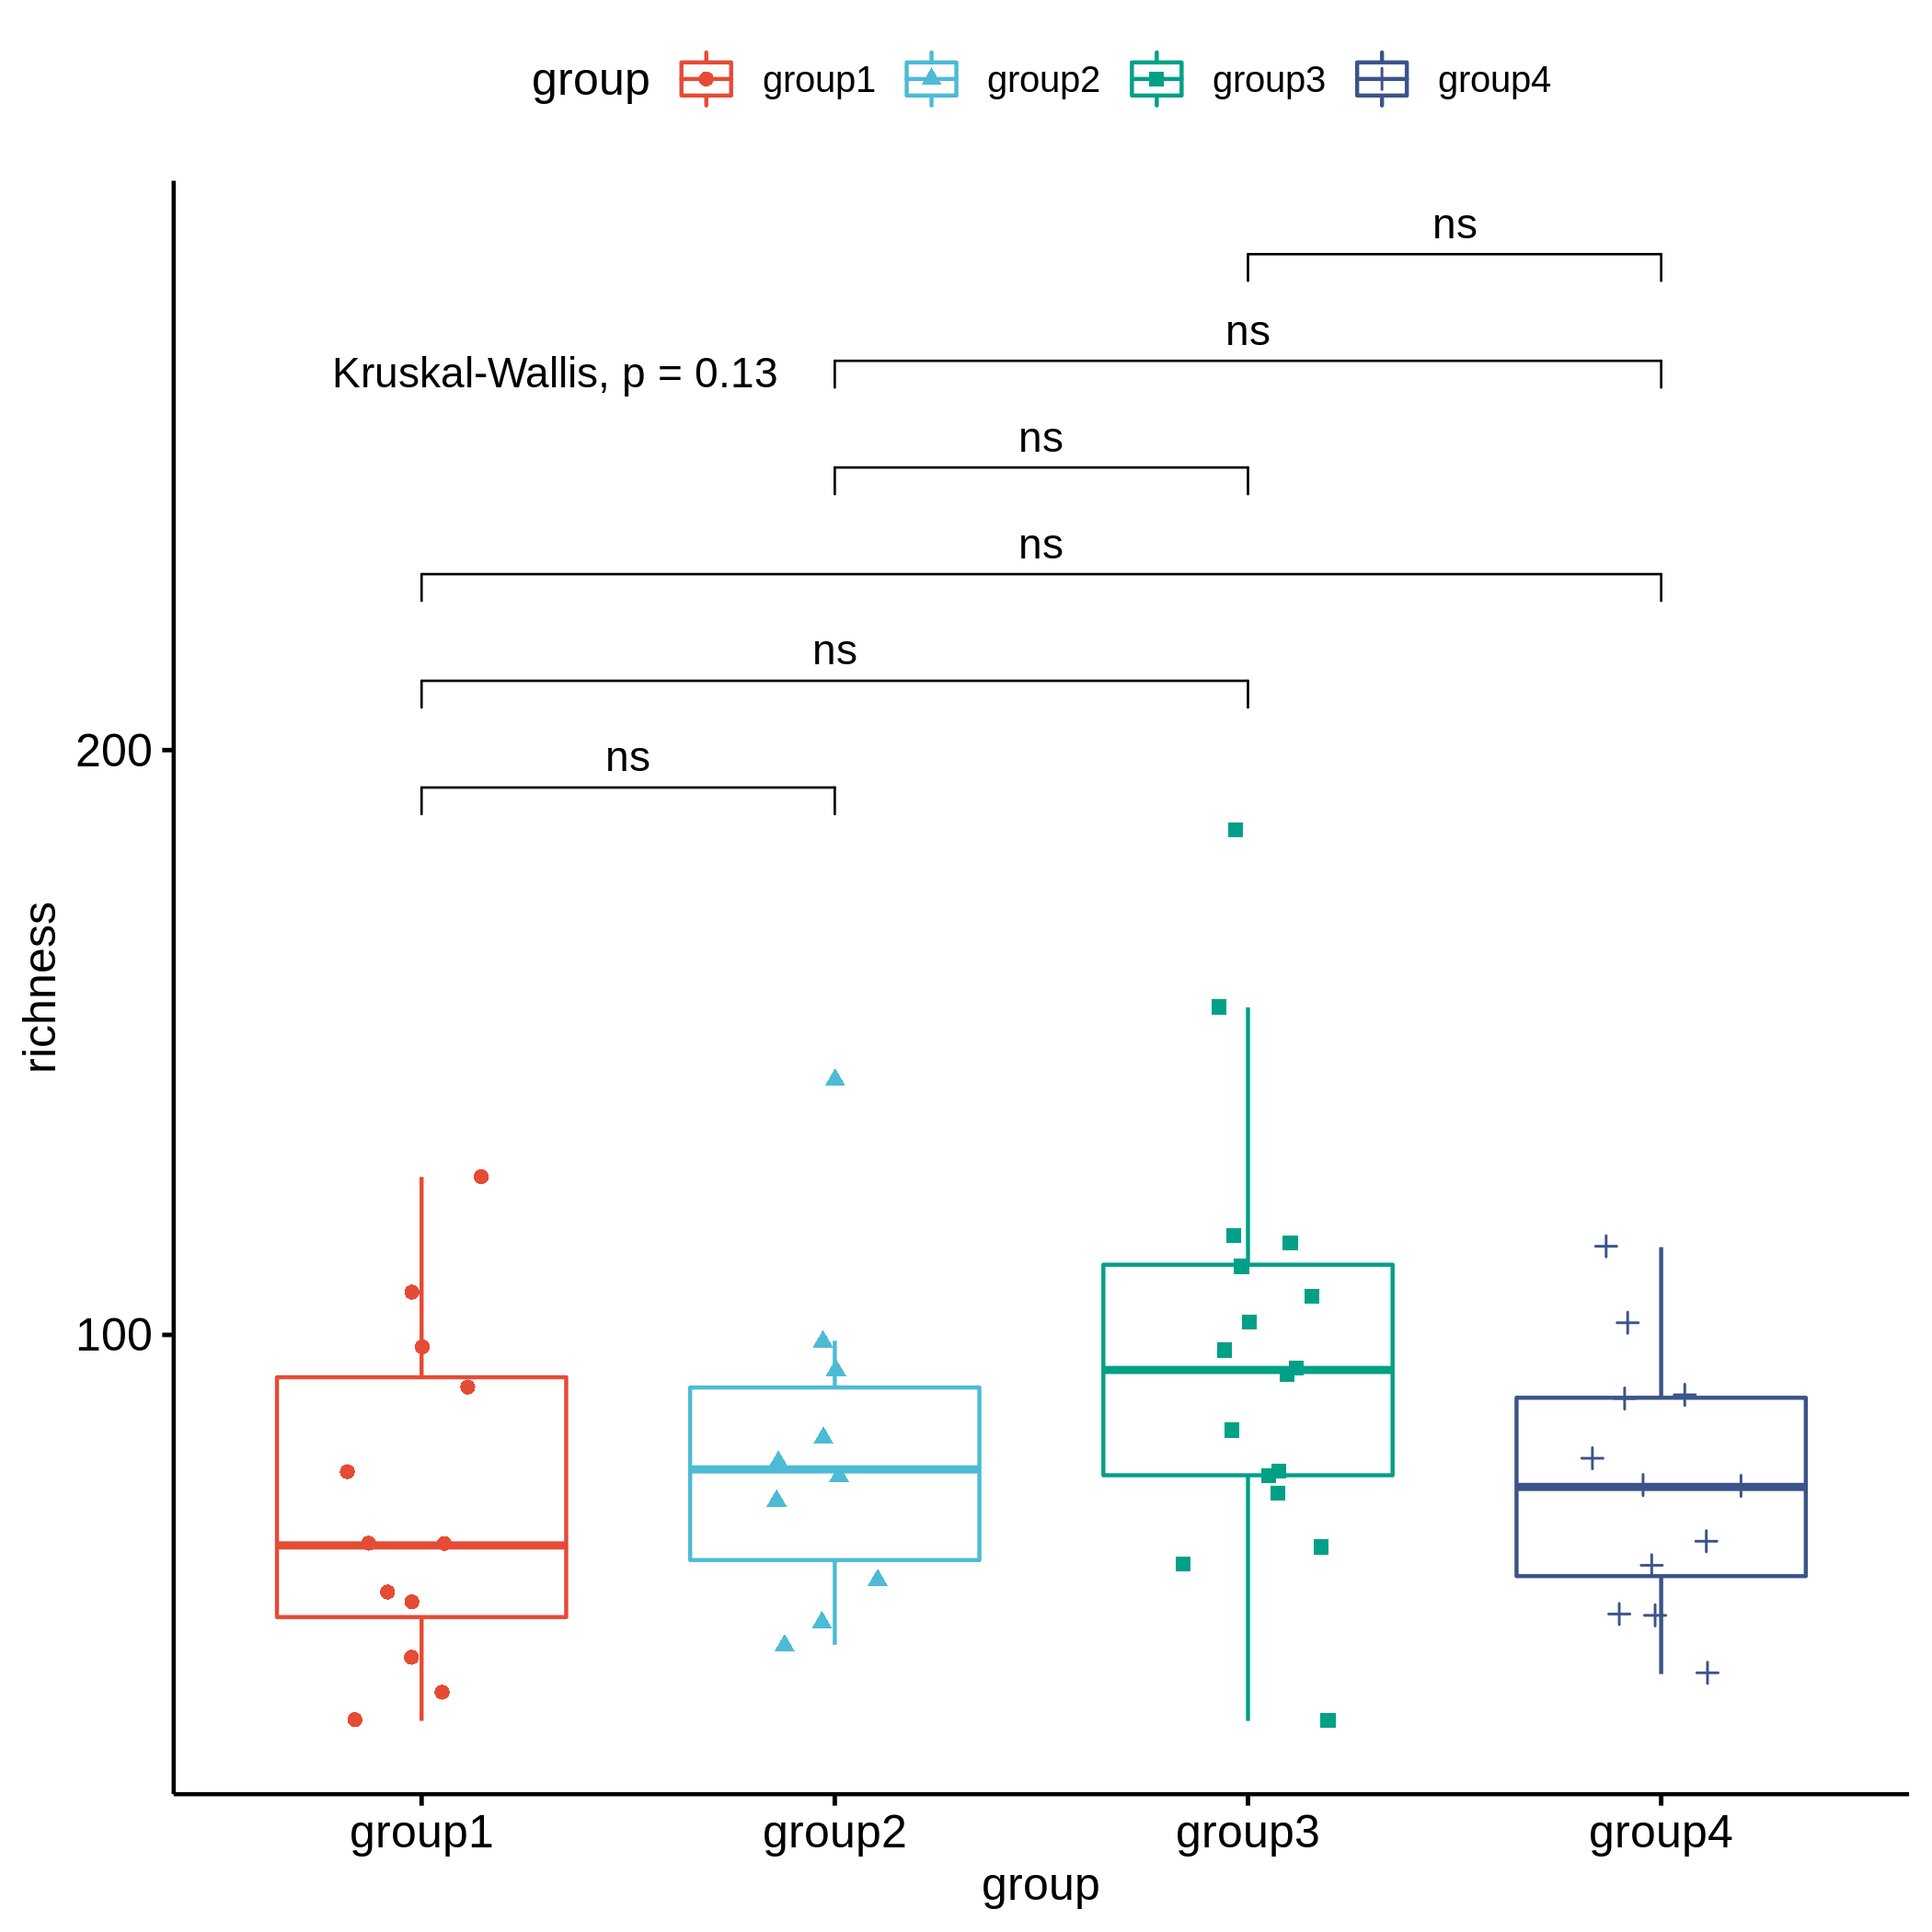 group group1 group2 group3 group4
ns
ns
Kruskal-Wallis, p = 0.13
ns
ns
ns
ns
200
100
richness
group1 group2 group3 group4
group